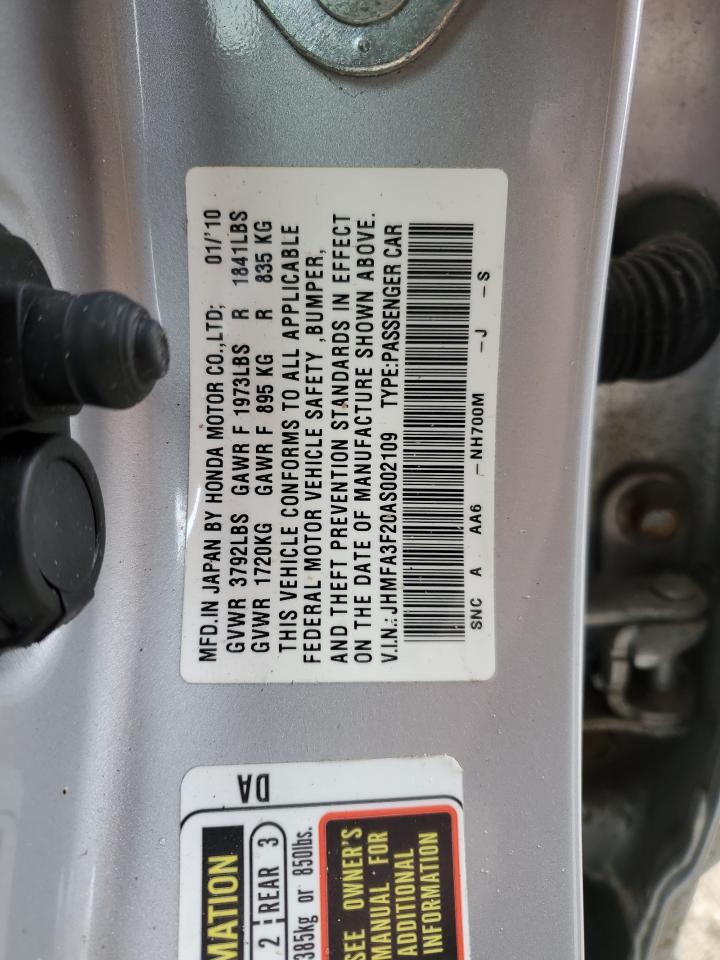 MFD.IN JAPAN BY HONDA MOTOR CO.,LTD; 01/'10
GVWR 3792LBS GAWR F 1973LBS R 1841LBS
GVWR 1720KG GAWR F 895 KG R 835 KG
THIS VEHICLE CONFORMS TO ALL APPLICABLE
FEDERAL MOTOR VEHICLE SAFETY ,BUMPER,
AND THEFT PREVENTION STANDARDS IN EFFECT
ON THE DATE OF MANUFACTURE SHOWN ABOVE.
V.I.N.: JHMFA3F20AS002109 TYPE:PASSENGER CAR
SNC A AA6 -NH700M -J -S
DA
MATION
2 REAR 3
385kg or 850lbs.
SEE OWNER'S
MANUAL FOR
ADDITIONAL
INFORMATION